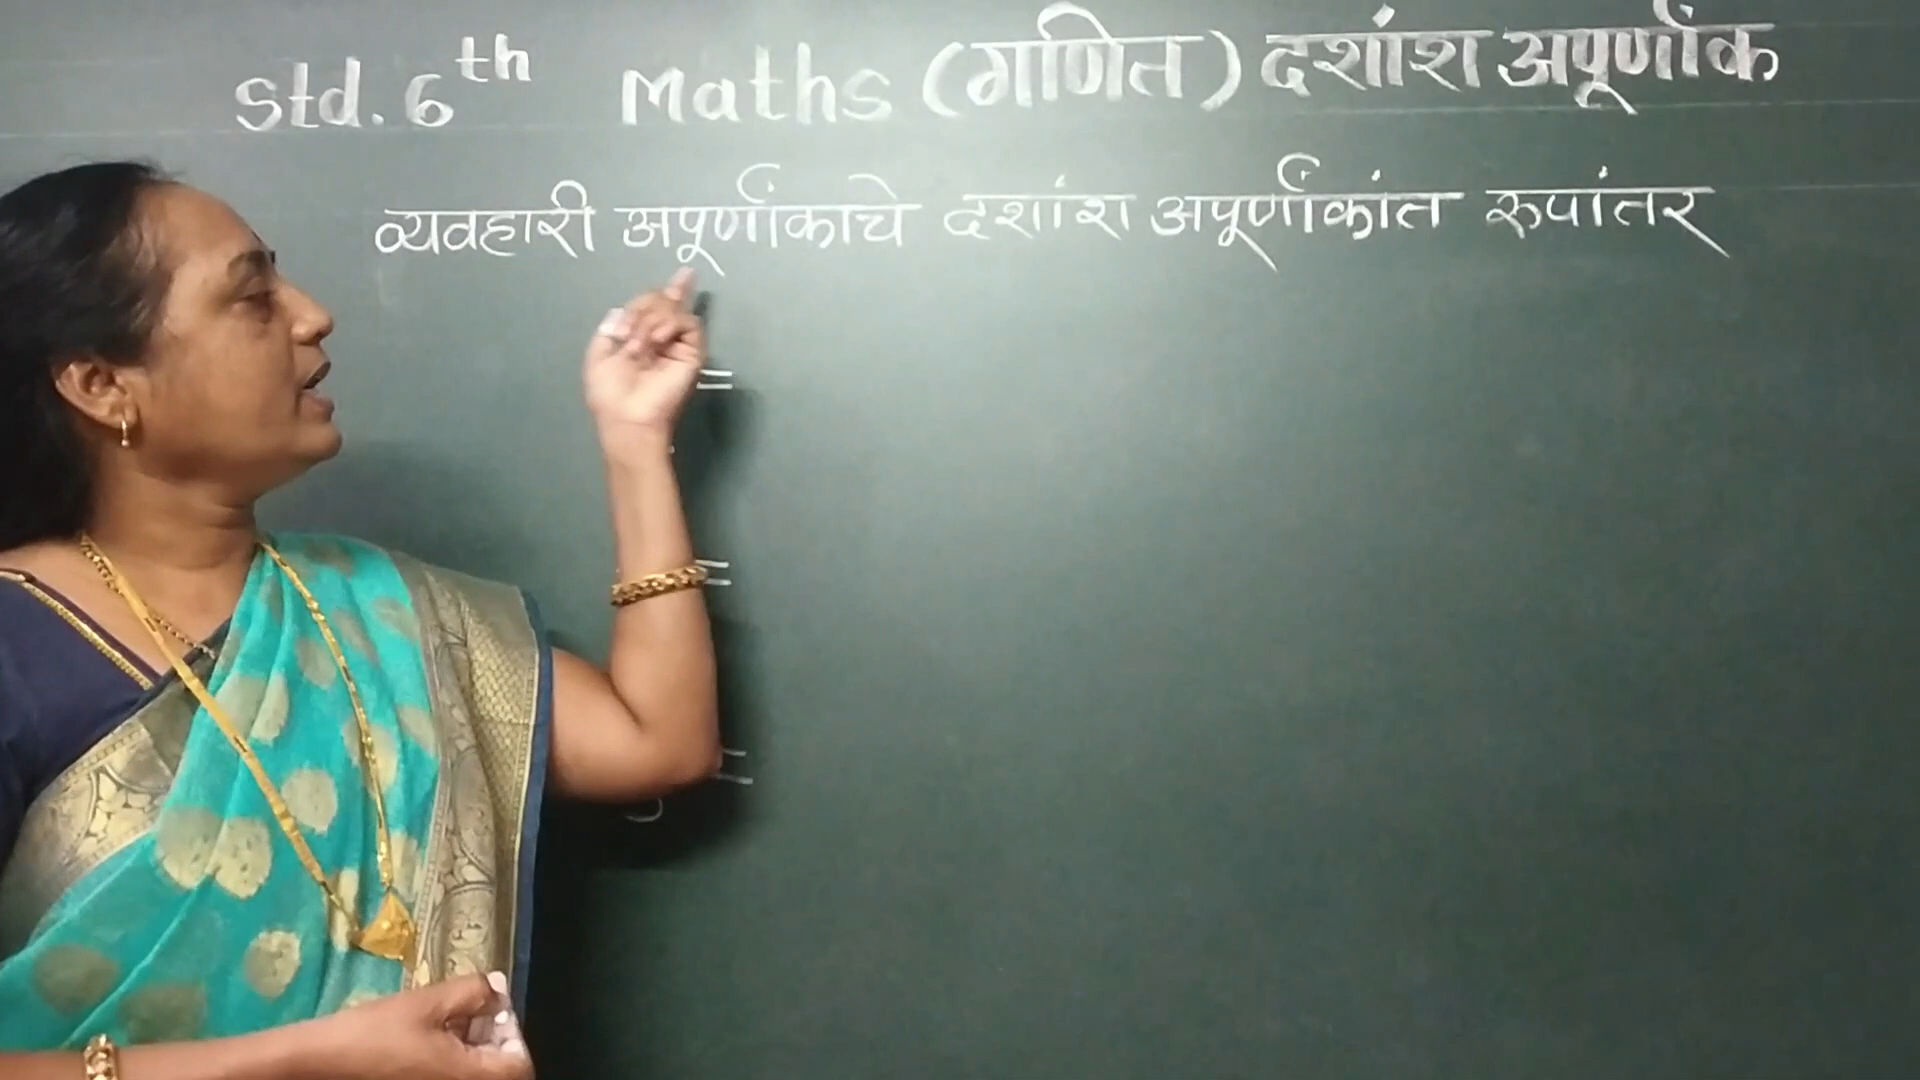 Std. 6th Maths (गणित) दशांश अपूर्णांक
व्यवहारी अपूर्णांकाचे दशांश अपूर्णांकांत रूपांतर
=
=
=